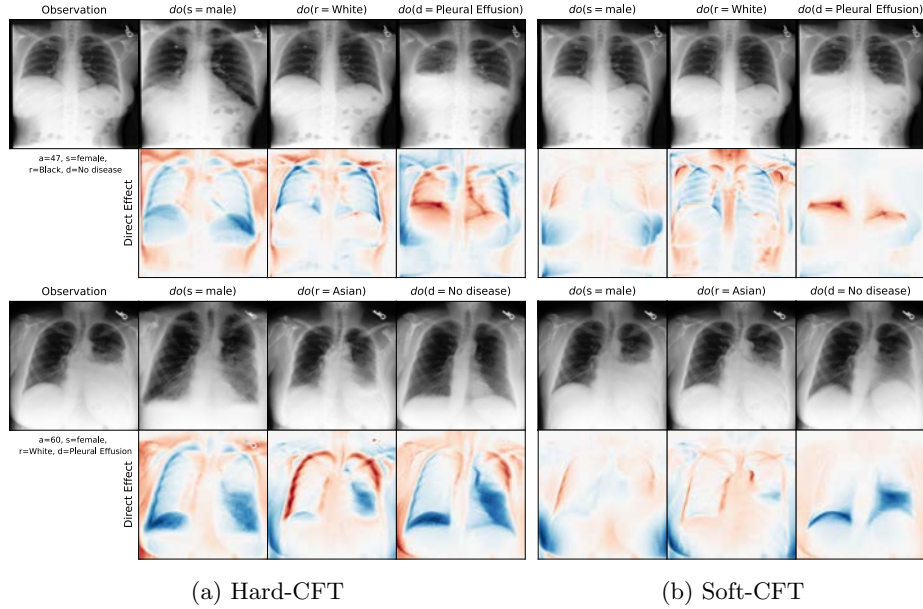 Observation do(s = male) do(r = White) do(d = Pleural Effusion) do(s = male) do(r = White) do(d = Pleural Effusion)
a=47, s=female,
r=Black, d=No disease
Direct Effect
Observation do(s = male) do(r = Asian) do(d = No disease) do(s = male) do(r = Asian) do(d = No disease)
a=60, s=female,
r=White, d=Pleural Effusion
Direct Effect
(a) Hard-CFT (b) Soft-CFT